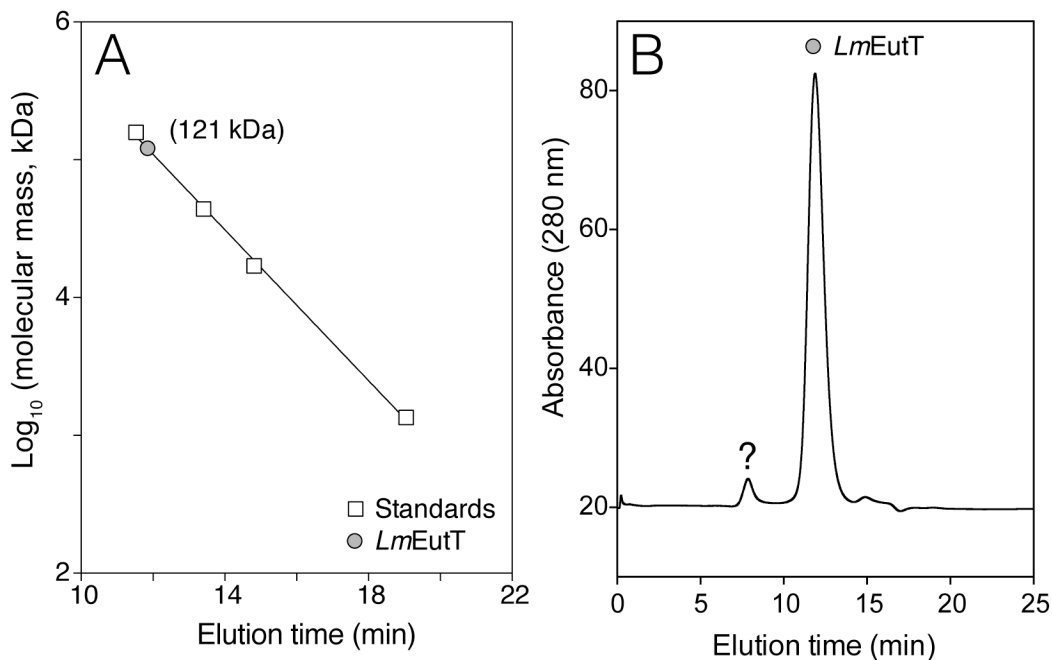 A
Log₁₀ (molecular mass, kDa)
6
4
2
(121 kDa)
Standards
LmEutT
10
14
18
22
Elution time (min)
B
LmEutT
Absorbance (280 nm)
80
60
40
20
?
0
5
10
15
20
25
Elution time (min)